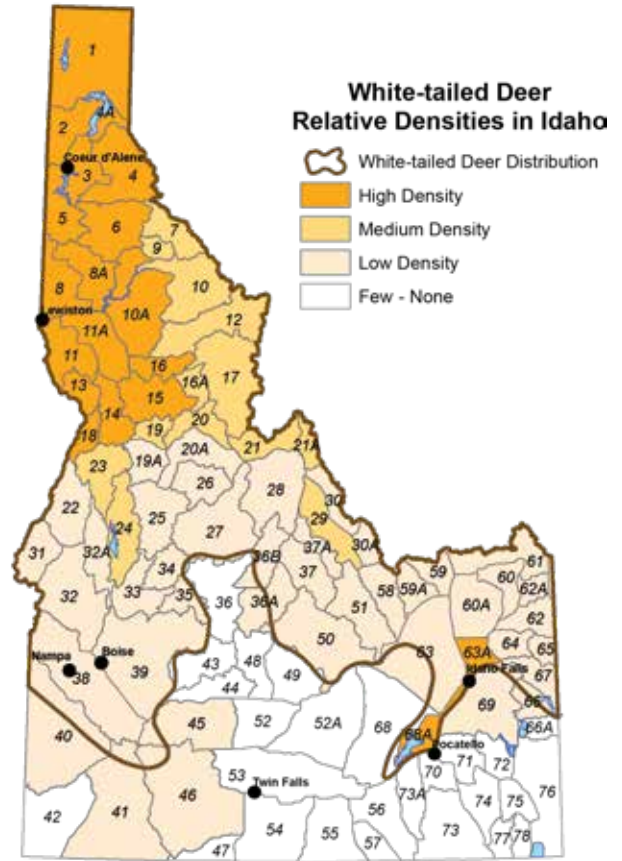 White-tailed Deer
Relative Densities in Idaho
White-tailed Deer Distribution
High Density
Medium Density
Low Density
Few - None
1
2
4A
Coeur d'Alene
3
4
5
6
7
9
8A
8
10
10A
12
Lewiston
11A
11
16
17
13
16A
15
14
18
19
20
21
21A
23
19A
20A
26
28
22
24
25
30
29
27
32A
31
36B
37A
30A
34
37
58
59A
59
60
61
62A
33
35
36
36A
51
60A
62
32
50
63
63A
64
65
Nampa
Boise
38
39
43
48
49
44
Idaho Falls
67
69
66
66A
40
45
52
52A
68
68A
Pocatello
70
71
72
53
Twin Falls
76
42
41
46
56
73A
74
75
47
54
55
57
73
77
78